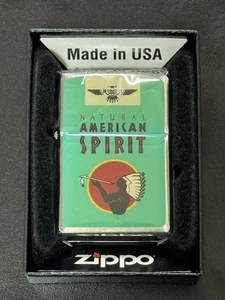 Made in USA
NATURAL
AMERICAN
SPIRIT
zippo